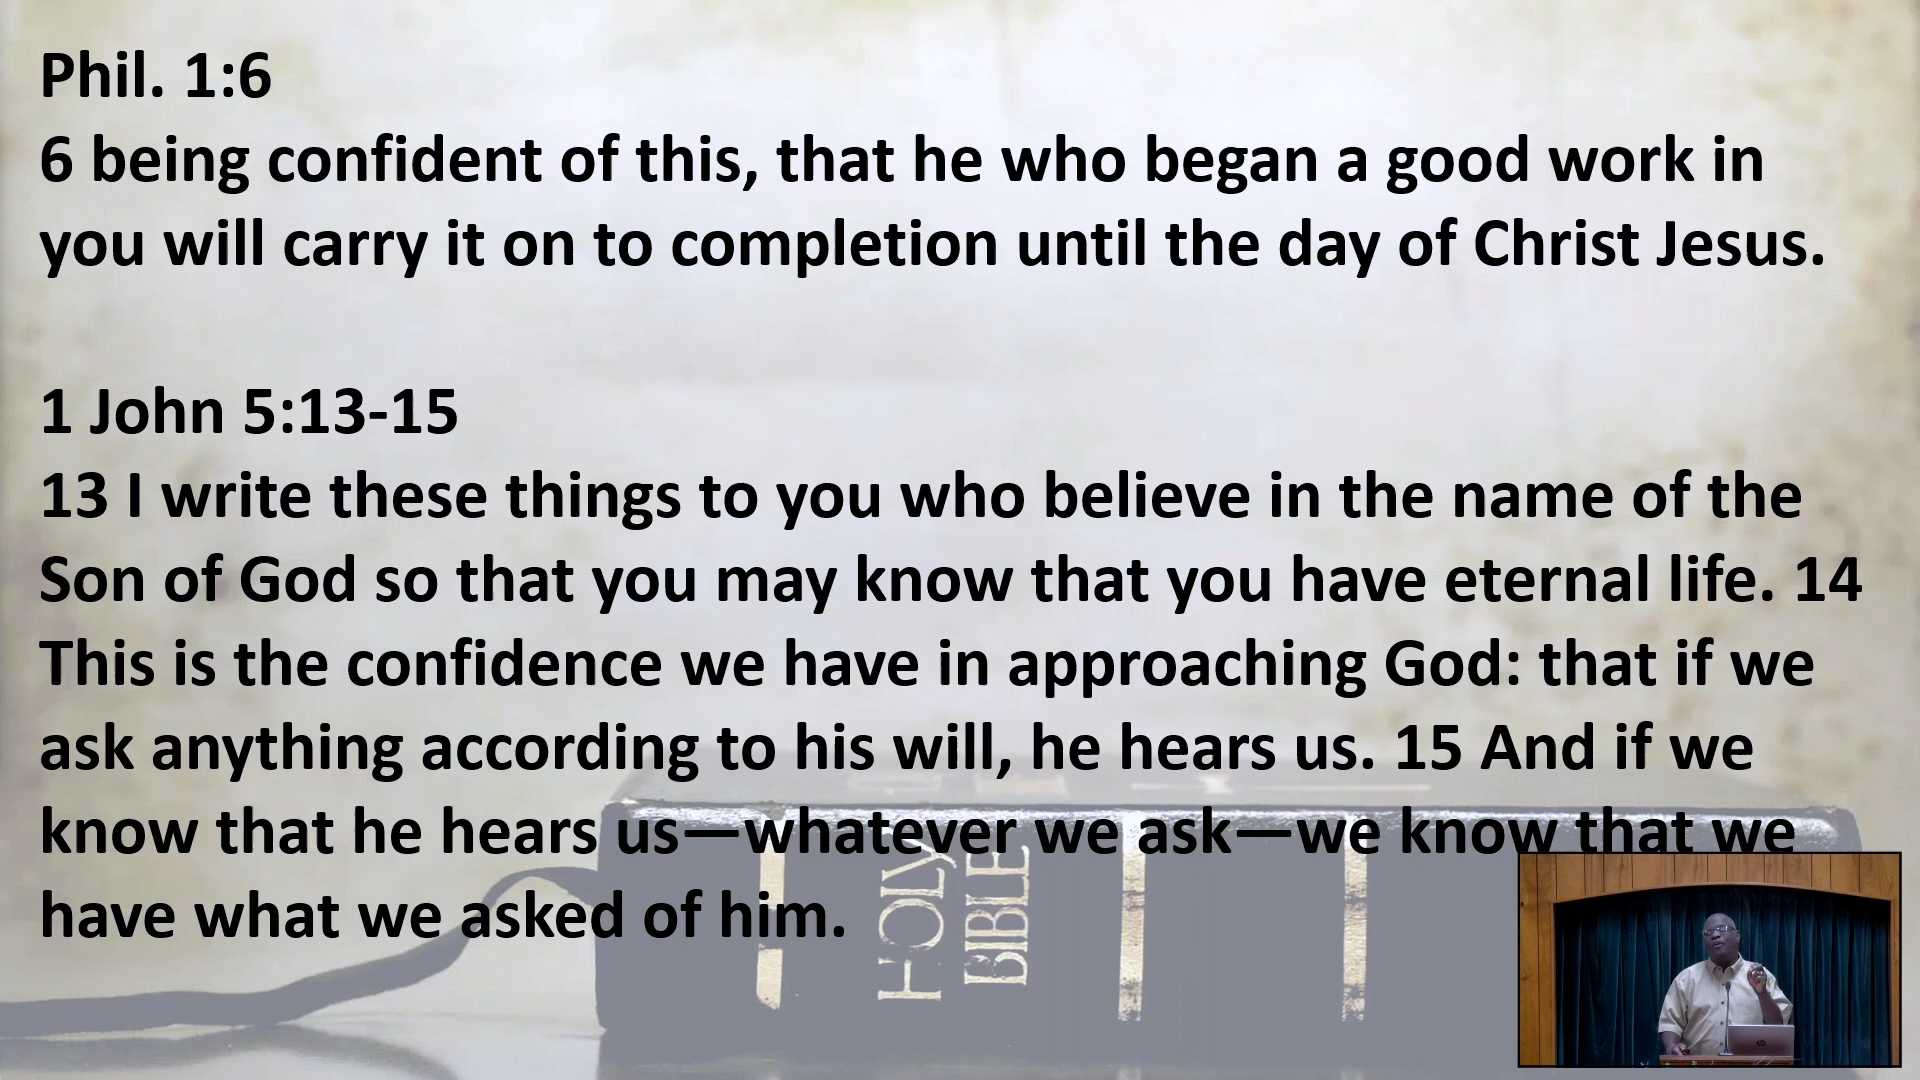 Phil. 1:6
6 being confident of this, that he who began a good work in
you will carry it on to completion until the day of Christ Jesus.
1 John 5:13-15
13 I write these things to you who believe in the name of the
Son of God so that you may know that you have eternal life. 14
This is the confidence we have in approaching God: that if we
ask anything according to his will, he hears us. 15 And if we
know that he hears us—whatever we ask—we know that we
have what we asked of him.
HOLY
BIBLE
hp